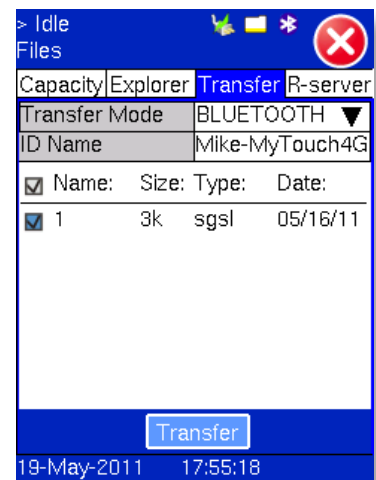 > Idle
Files
Capacity Explorer Transfer R-server
Transfer Mode BLUETOOTH
ID Name Mike-MyTouch4G
Name: Size: Type: Date:
1 3k sgsl 05/16/11
Transfer
19-May-2011 17:55:18